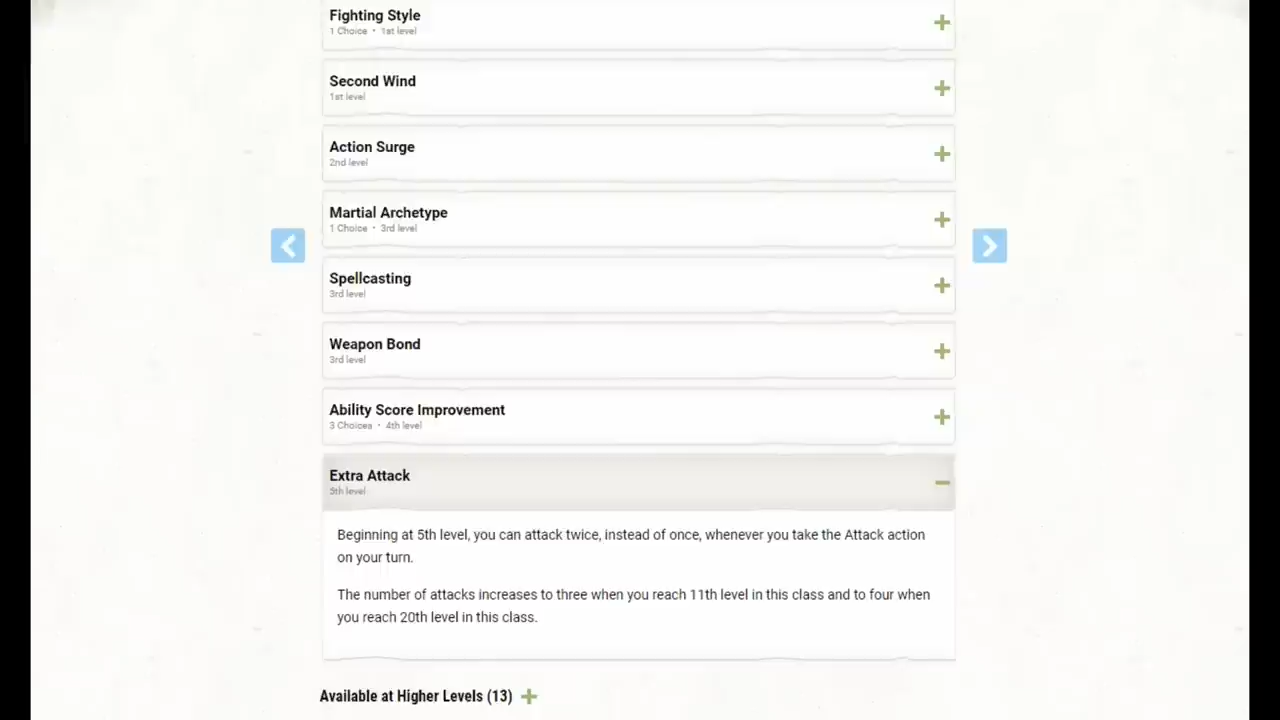 Fighting Style
1 Choice • 1st level
Second Wind
1st level
Action Surge
2nd level
Martial Archetype
1 Choice • 3rd level
Spellcasting
3rd level
Weapon Bond
3rd level
Ability Score Improvement
3 Choices • 4th level
Extra Attack
5th level
Beginning at 5th level, you can attack twice, instead of once, whenever you take the Attack action
on your turn.
The number of attacks increases to three when you reach 11th level in this class and to four when
you reach 20th level in this class.
Available at Higher Levels (13)